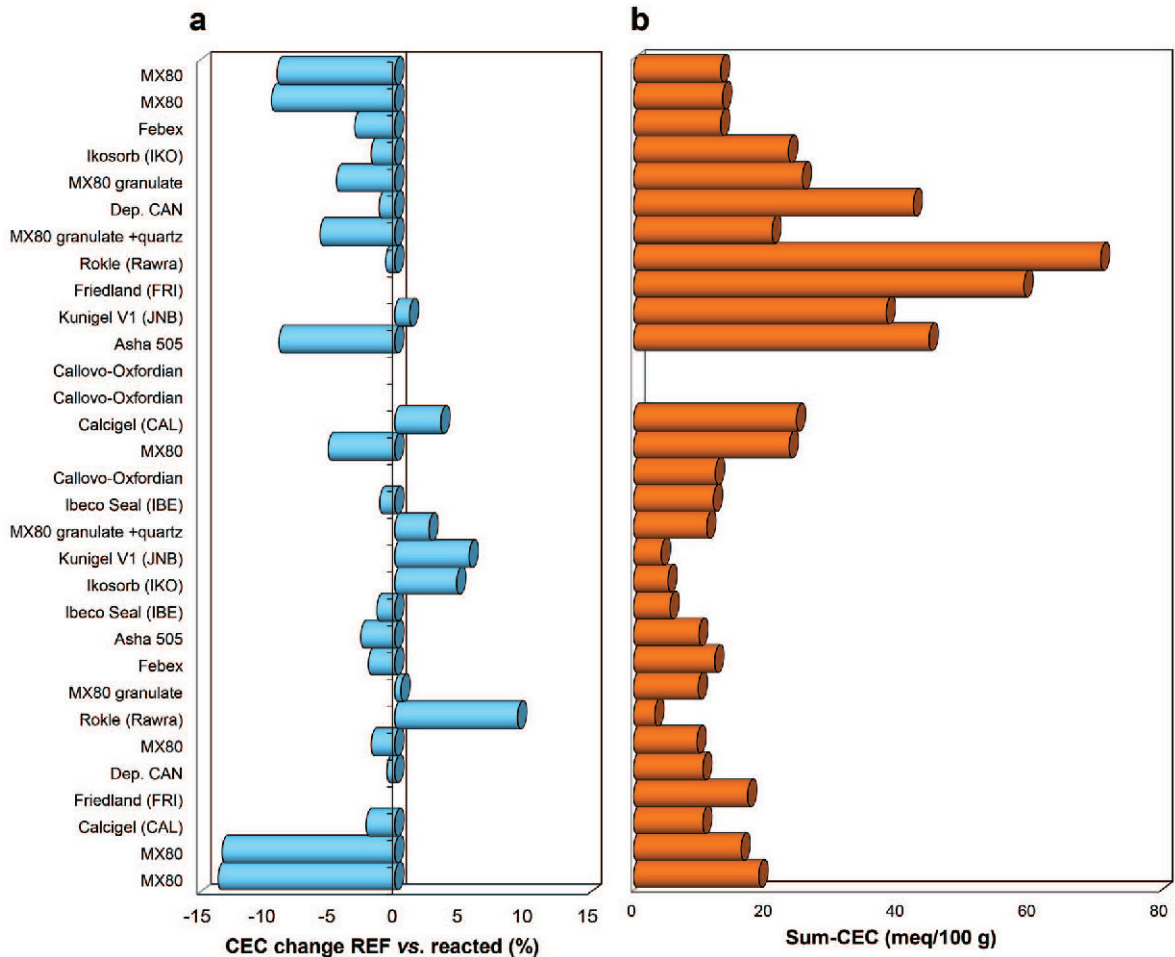 a
b
MX80
MX80
Febex
Ikosorb (IKO)
MX80 granulate
Dep. CAN
MX80 granulate +quartz
Rokle (Rawra)
Friedland (FRI)
Kunigel V1 (JNB)
Asha 505
Callovo-Oxfordian
Callovo-Oxfordian
Calcigel (CAL)
MX80
Callovo-Oxfordian
Ibeco Seal (IBE)
MX80 granulate +quartz
Kunigel V1 (JNB)
Ikosorb (IKO)
Ibeco Seal (IBE)
Asha 505
Febex
MX80 granulate
Rokle (Rawra)
MX80
Dep. CAN
Friedland (FRI)
Calcigel (CAL)
MX80
MX80
-15 -10 -5 0 5 10 15
CEC change REF vs. reacted (%)
0 20 40 60 80
Sum-CEC (meq/100 g)